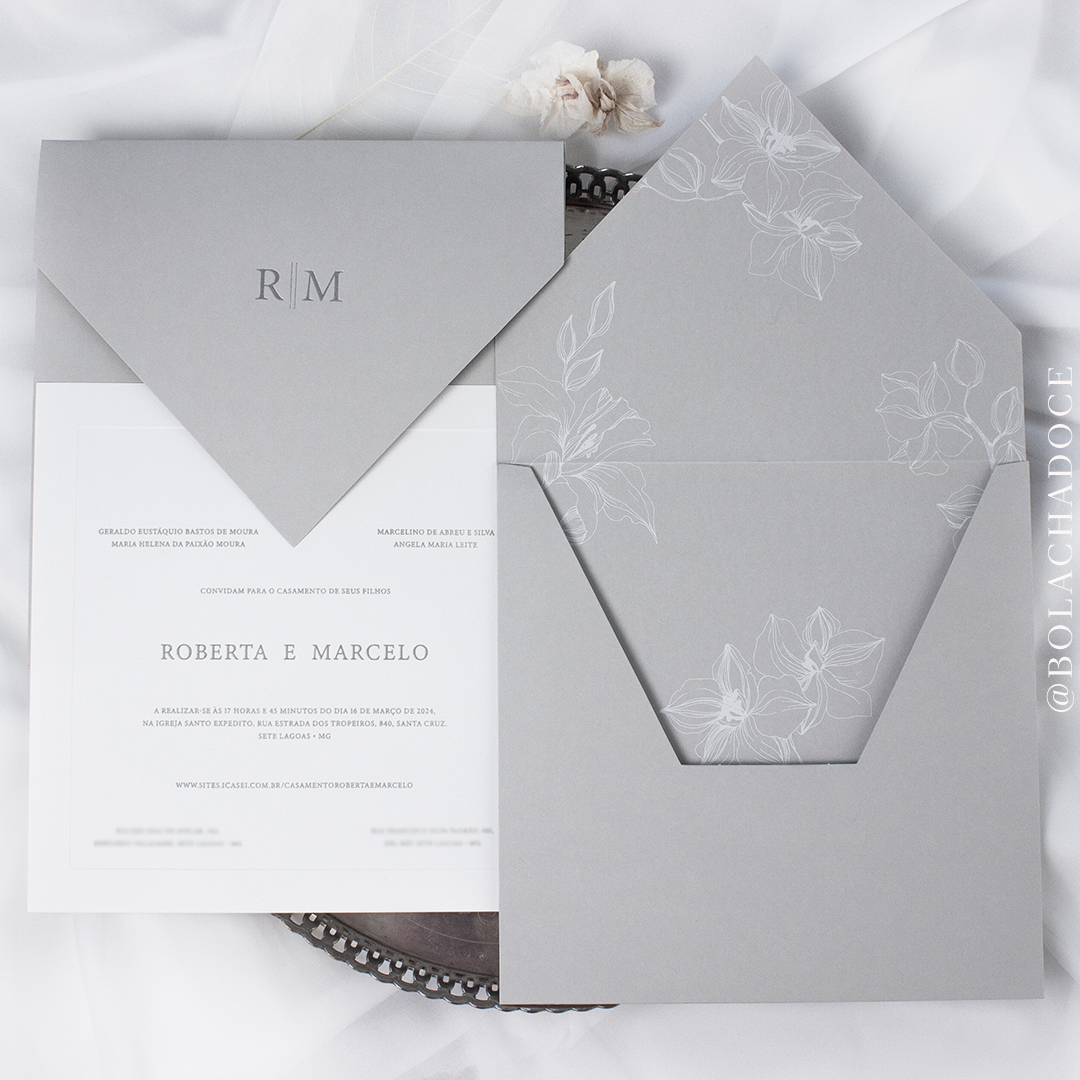 R||M
GERALDO EUSTÁQUIO BASTOS DE MOURA
MARIA HELENA DA PAIXÃO MOURA
MARCELINO DE ABREU E SILVA
ANGELA MARIA LEITE
CONVIDAM PARA O CASAMENTO DE SEUS FILHOS
ROBERTA E MARCELO
A REALIZAR-SE ÀS 17 HORAS E 45 MINUTOS DO DIA 16 DE MARÇO DE 2024,
NA IGREJA SANTO EXPEDITO, RUA ESTRADA DOS TROPEIROS, 840, SANTA CRUZ.
SETE LAGOAS • MG
WWW.SITES.ICASEI.COM.BR/CASAMENTOROBERTAEMARCELO
@BOLACHADOCE